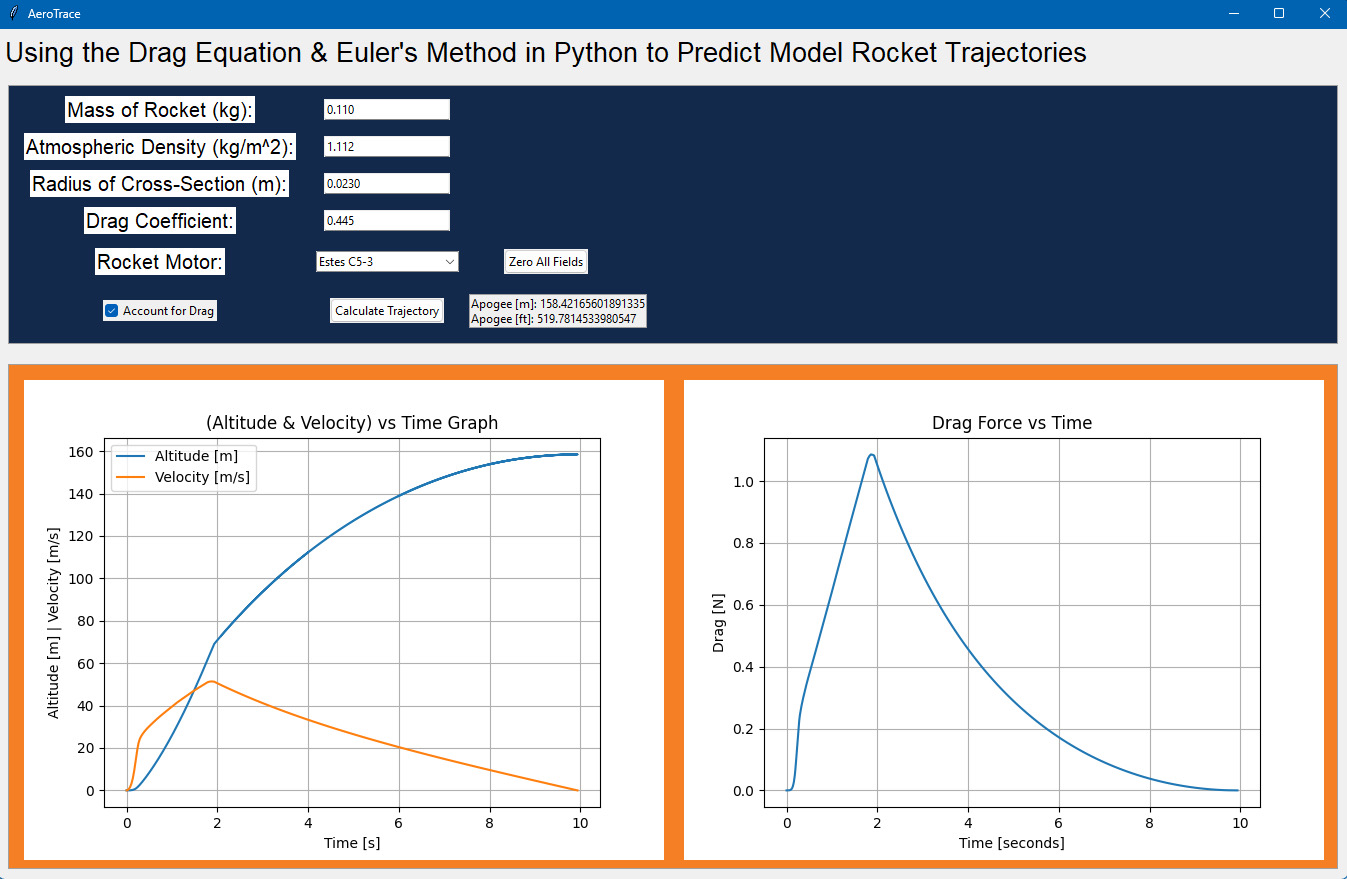 AeroTrace
Using the Drag Equation & Euler's Method in Python to Predict Model Rocket Trajectories
Mass of Rocket (kg):
0.110
Atmospheric Density (kg/m^2):
1.112
Radius of Cross-Section (m):
0.0230
Drag Coefficient:
0.445
Rocket Motor:
Estes C5-3
Zero All Fields
Account for Drag
Calculate Trajectory
Apogee [m]: 158.42165601891335
Apogee [ft]: 519.7814533980547
(Altitude & Velocity) vs Time Graph
Altitude [m]
Velocity [m/s]
Altitude [m] | Velocity [m/s]
160
140
120
100
80
60
40
20
0
0 2 4 6 8 10
Time [s]
Drag Force vs Time
Drag [N]
1.0
0.8
0.6
0.4
0.2
0.0
0 2 4 6 8 10
Time [seconds]